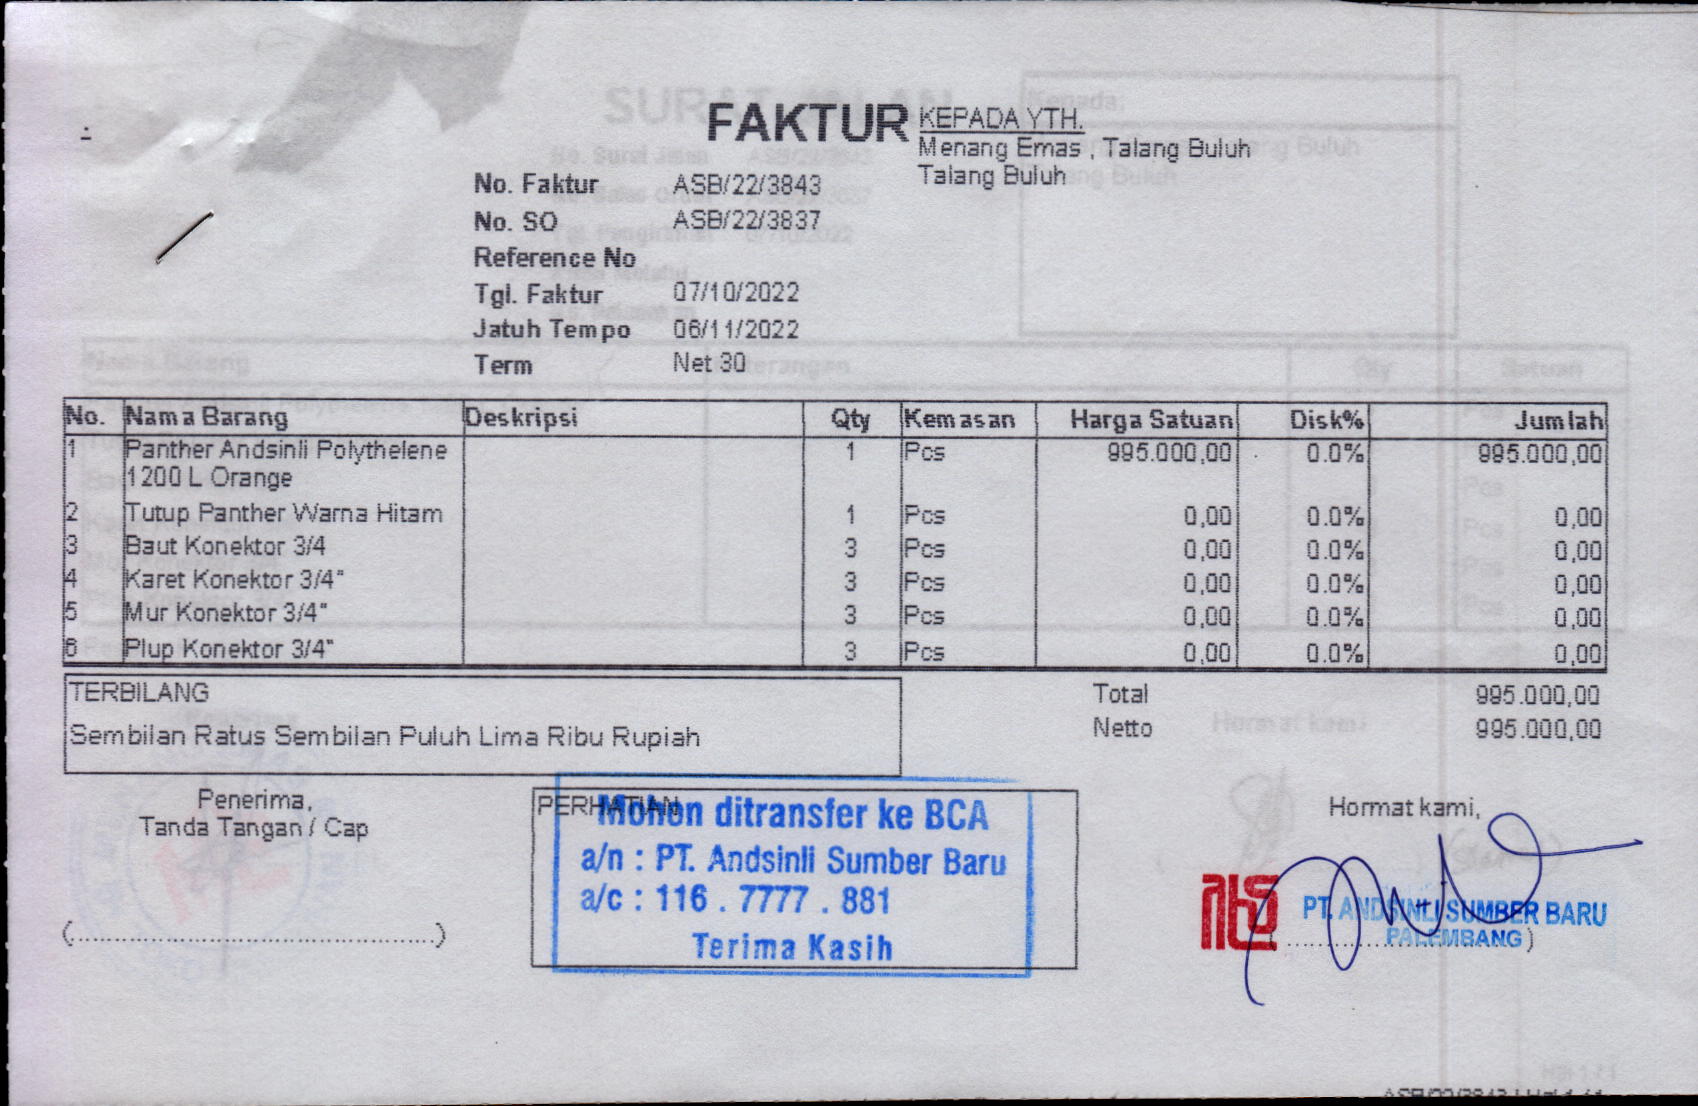 FAKTUR
KEPADA YTH.
Menang Emas , Talang Buluh
Talang Buluh
No. Faktur ASB/22/3843
No. SO ASB/22/3837
Reference No
Tgl. Faktur 07/10/2022
Jatuh Tempo 06/11/2022
Term Net 30
No. Nama Barang Deskripsi Qty Kemasan Harga Satuan Disk% Jumlah
1 Panther Andsinli Polythelene 1 Pcs 995.000,00 0.0% 995.000,00
1200 L Orange
2 Tutup Panther Warna Hitam 1 Pcs 0,00 0.0% 0,00
3 Baut Konektor 3/4 3 Pcs 0,00 0.0% 0,00
4 Karet Konektor 3/4" 3 Pcs 0,00 0.0% 0,00
5 Mur Konektor 3/4" 3 Pcs 0,00 0.0% 0,00
6 Plup Konektor 3/4" 3 Pcs 0,00 0.0% 0,00
TERBILANG
Sembilan Ratus Sembilan Puluh Lima Ribu Rupiah
Total 995.000,00
Netto 995.000,00
Penerima,
Tanda Tangan / Cap
(..........................................)
PERHATIAN
Mohon ditransfer ke BCA
a/n : PT. Andsinli Sumber Baru
a/c : 116 . 7777 . 881
Terima Kasih
Hormat kami,
PT. ANDSINLI SUMBER BARU
PALEMBANG